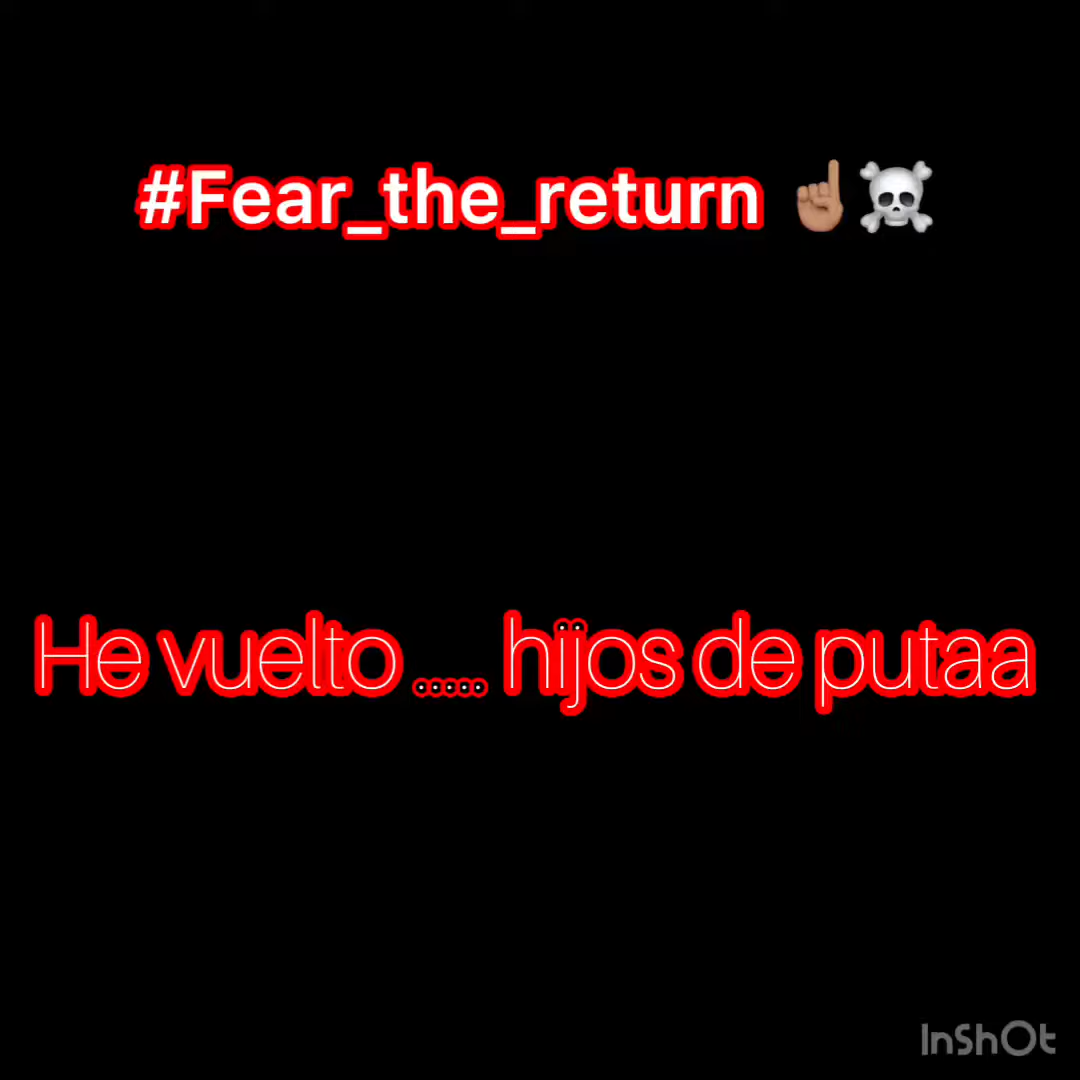 #Fear_the_return ☝🏽☠️
He vuelto ..... hijos de putaa
InShOt